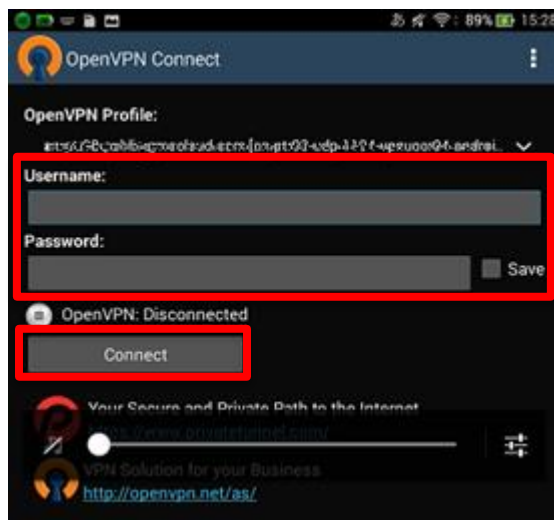 89% 15:28
OpenVPN Connect
OpenVPN Profile:
Username:
Password:
Save
OpenVPN: Disconnected
Connect
Your Secure and Private Path to the Internet
https://www.privatetunnel.com/
VPN Solution for your Business
http://openvpn.net/as/